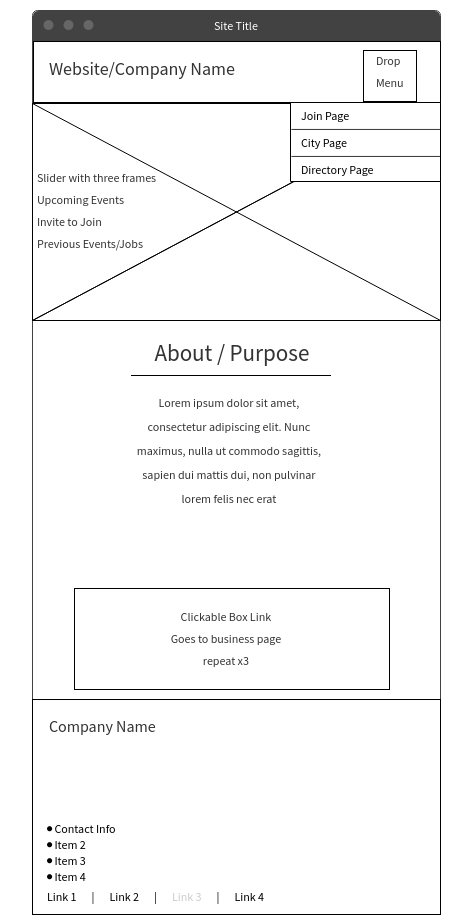 Site Title
Website/Company Name
Drop
Menu
Join Page
City Page
Directory Page
Slider with three frames
Upcoming Events
Invite to Join
Previous Events/Jobs
About / Purpose
Lorem ipsum dolor sit amet,
consectetur adipiscing elit. Nunc
maximus, nulla ut commodo sagittis,
sapien dui mattis dui, non pulvinar
lorem felis nec erat
Clickable Box Link
Goes to business page
repeat x3
Company Name
Contact Info
Item 2
Item 3
Item 4
Link 1 | Link 2 | Link 3 | Link 4